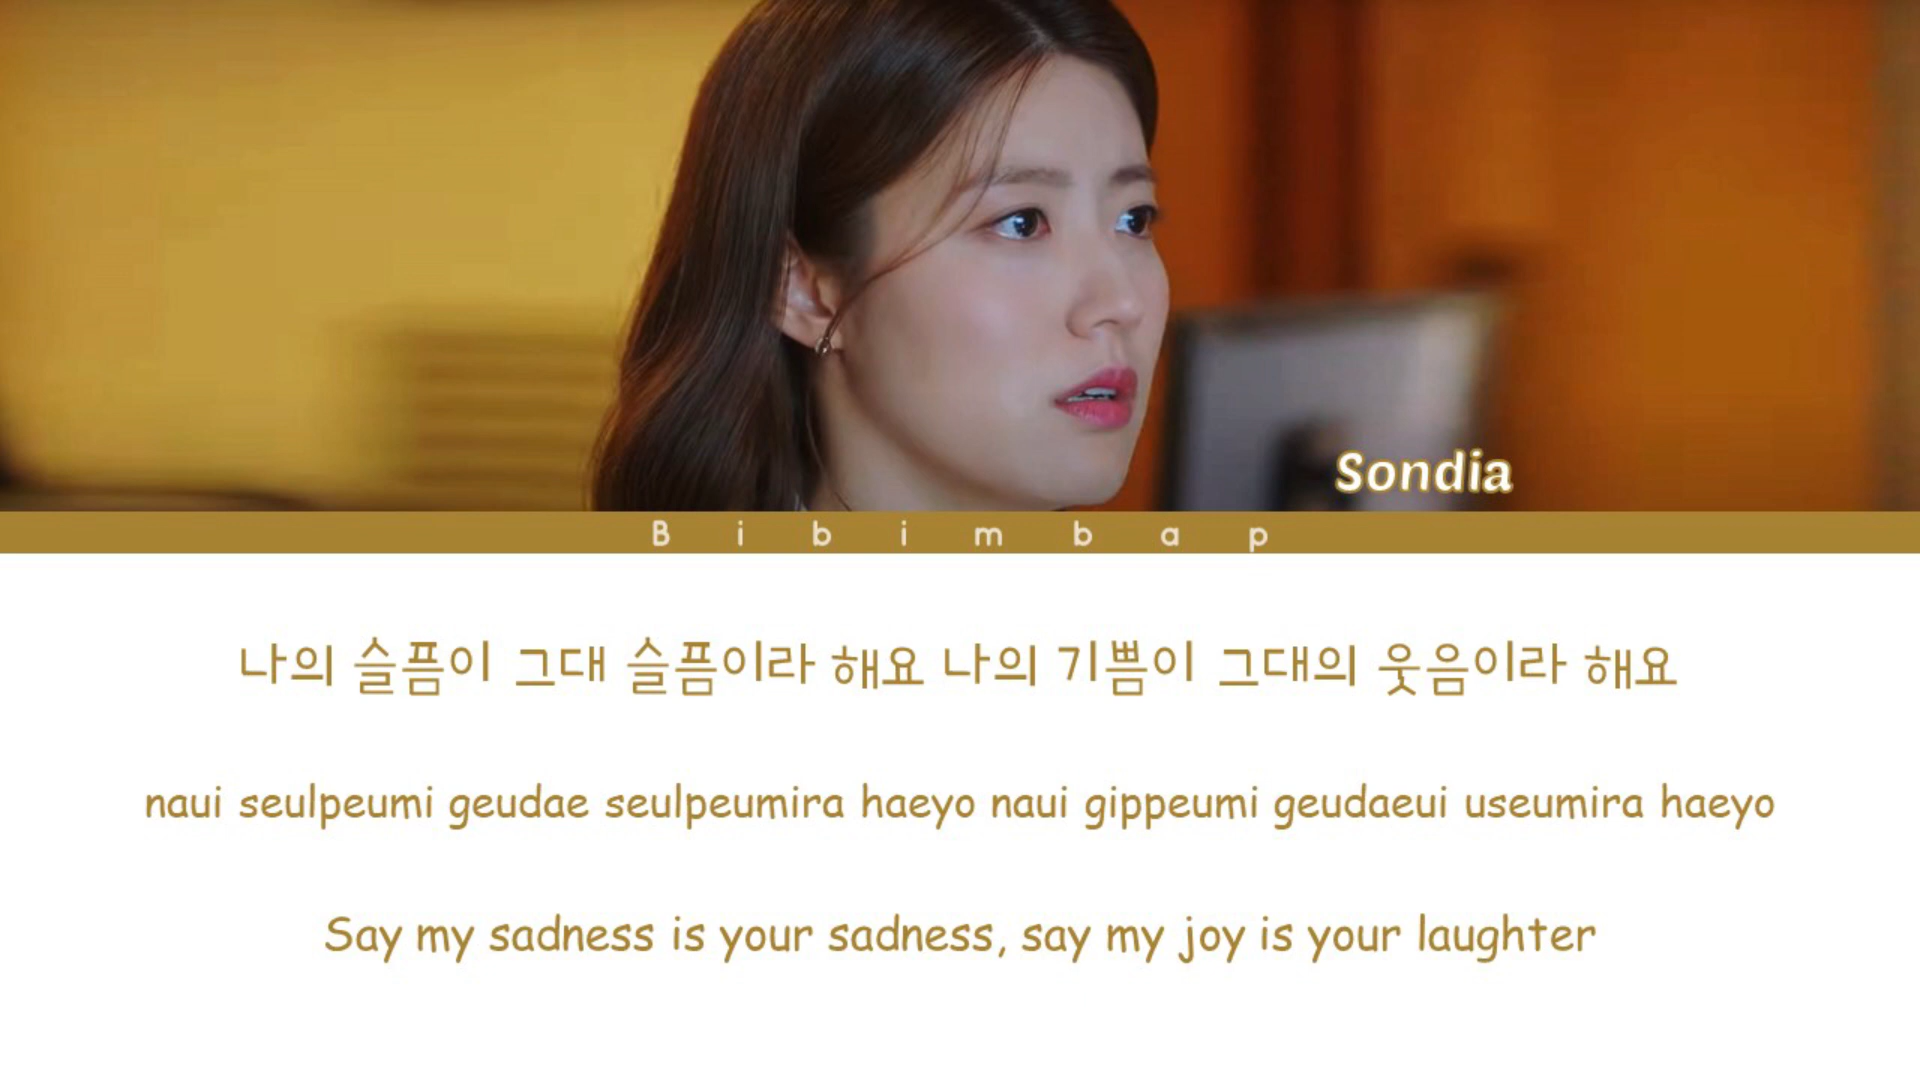 Sondia
Bibimbap
나의 슬픔이 그대 슬픔이라 해요 나의 기쁨이 그대의 웃음이라 해요
naui seulpeumi geudae seulpeumira haeyo naui gippeumi geudaeui useumira haeyo
Say my sadness is your sadness, say my joy is your laughter